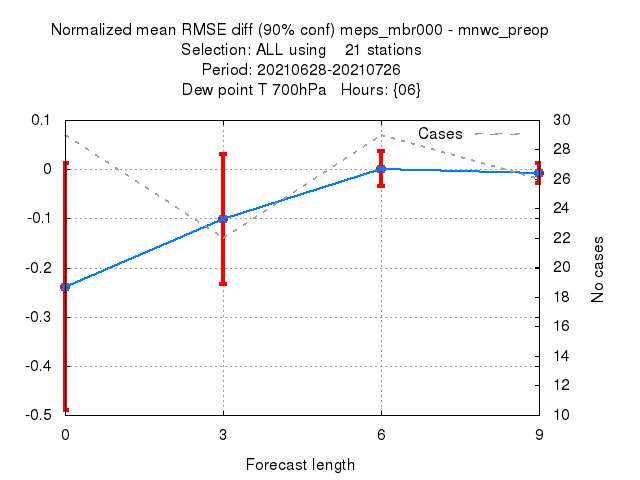 Normalized mean RMSE diff (90% conf) meps_mbr000 - mnwc_preop
Selection: ALL using 21 stations
Period: 20210628-20210726
Dew point T 700hPa Hours: {06}
Cases
0.1
0
-0.1
-0.2
-0.3
-0.4
-0.5
30
28
26
24
22
20
18
16
14
12
10
No cases
0 3 6 9
Forecast length